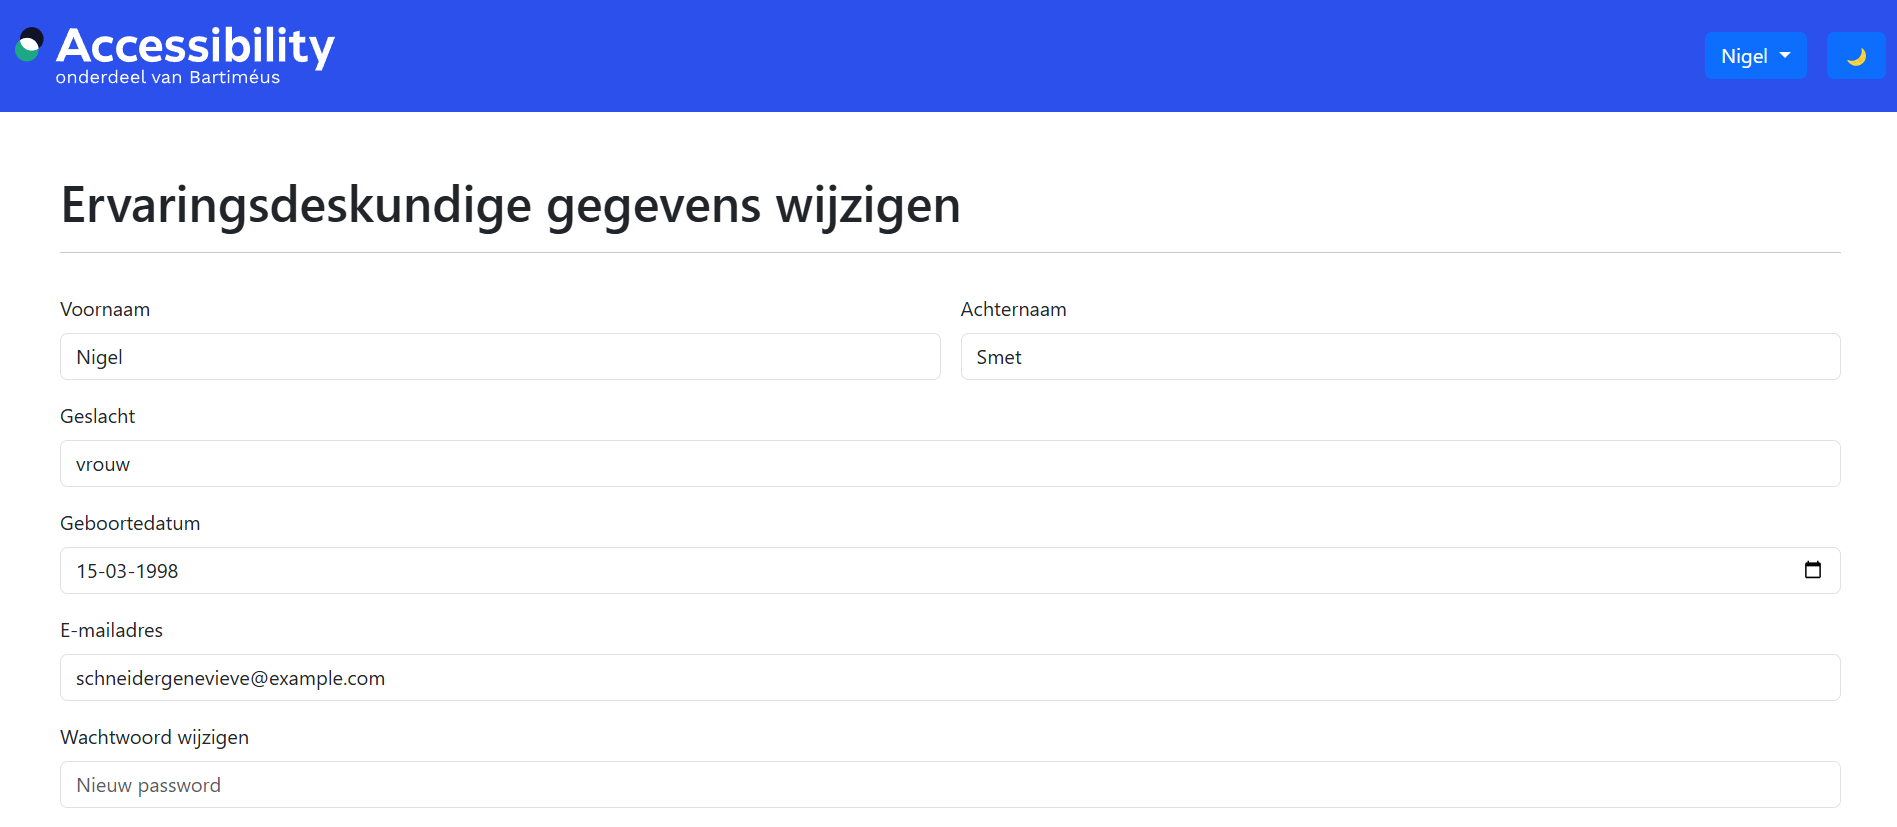 Accessibility
onderdeel van Bartiméus
Nigel
Ervaringsdeskundige gegevens wijzigen
Voornaam
Achternaam
Nigel
Smet
Geslacht
vrouw
Geboortedatum
15-03-1998
E-mailadres
schneidergenevieve@example.com
Wachtwoord wijzigen
Nieuw password